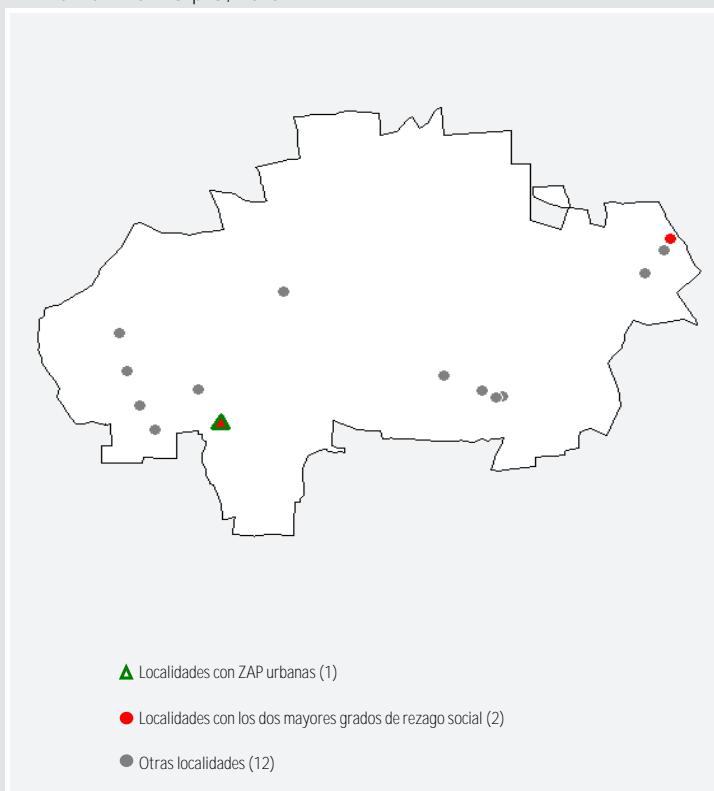 Localidades con ZAP urbanas (1)
Localidades con los dos mayores grados de rezago social (2)
Otras localidades (12)